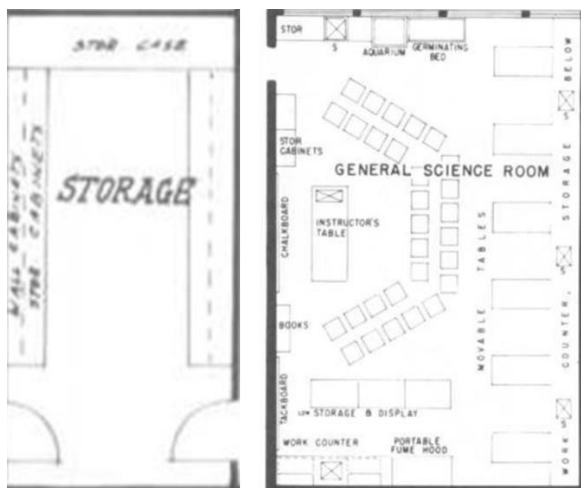 STOR. CASE
STORAGE
WALL CABINETS
STOR. CABINETS
STOR
S
AQUARIUM
GERMINATING
BED
STOR
CABINETS
GENERAL SCIENCE ROOM
INSTRUCTOR'S
TABLE
CHALKBOARD
BOOKS
TACKBOARD
LOW STORAGE & DISPLAY
WORK COUNTER
PORTABLE
FUME HOOD
MOVABLE TABLES
WORK COUNTER, STORAGE BELOW
S
S
S